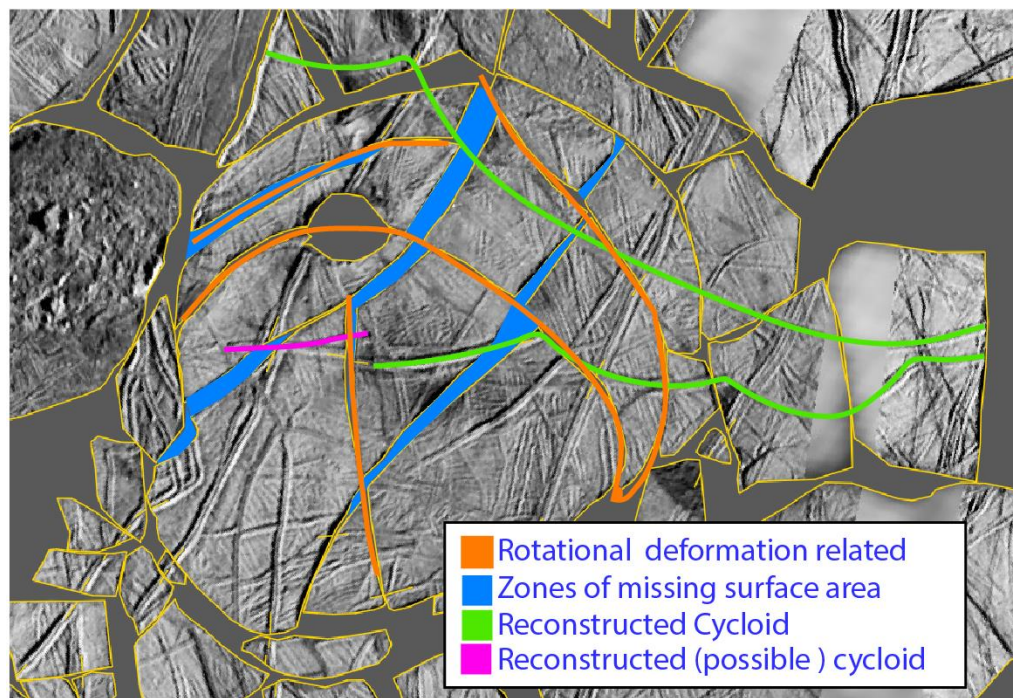 Rotational deformation related
Zones of missing surface area
Reconstructed Cycloid
Reconstructed (possible ) cycloid